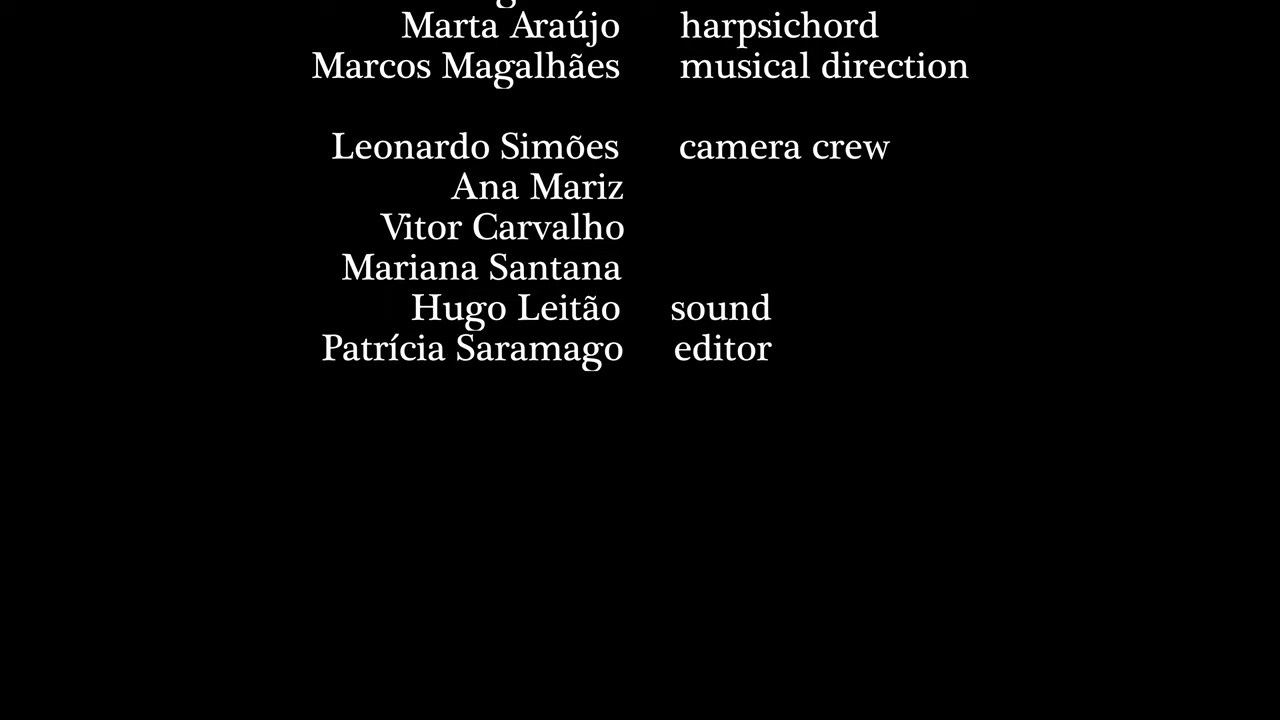 Marta Araújo harpsichord
Marcos Magalhães musical direction
Leonardo Simões camera crew
Ana Mariz
Vitor Carvalho
Mariana Santana
Hugo Leitão sound
Patrícia Saramago editor